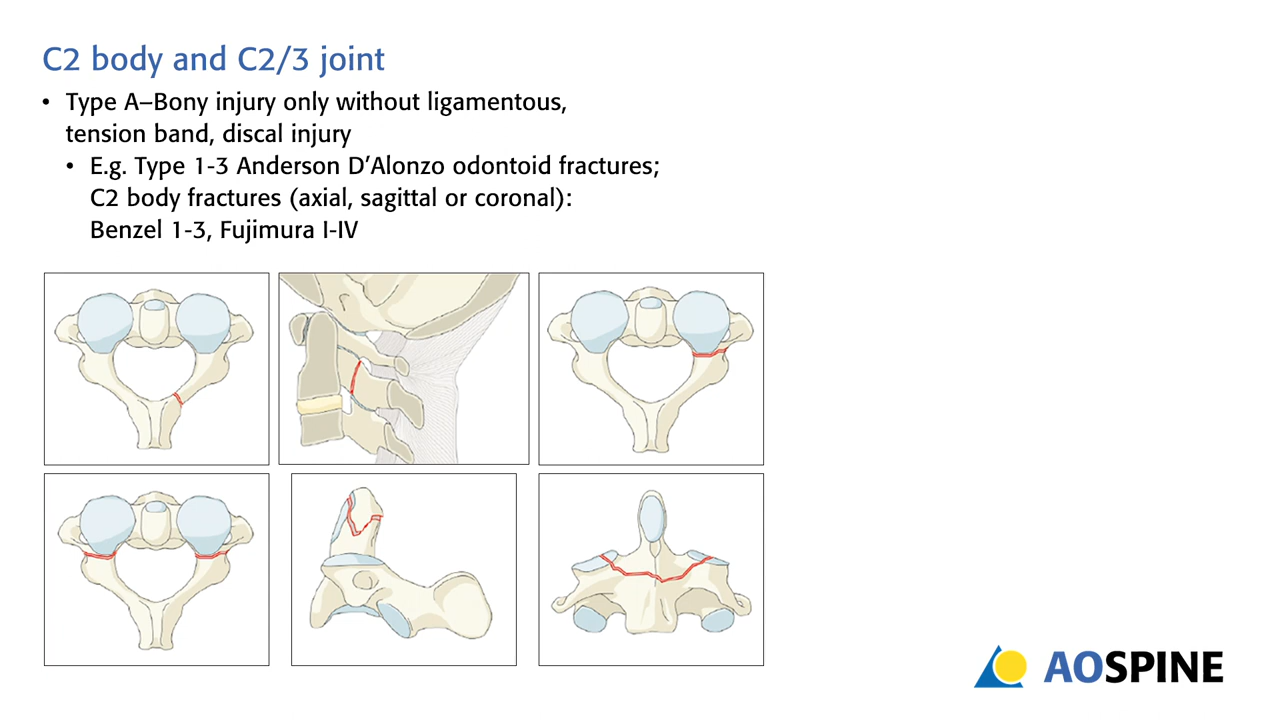 C2 body and C2/3 joint
• Type A–Bony injury only without ligamentous,
tension band, discal injury
• E.g. Type 1-3 Anderson D’Alonzo odontoid fractures;
C2 body fractures (axial, sagittal or coronal):
Benzel 1-3, Fujimura I-IV
AOSPINE